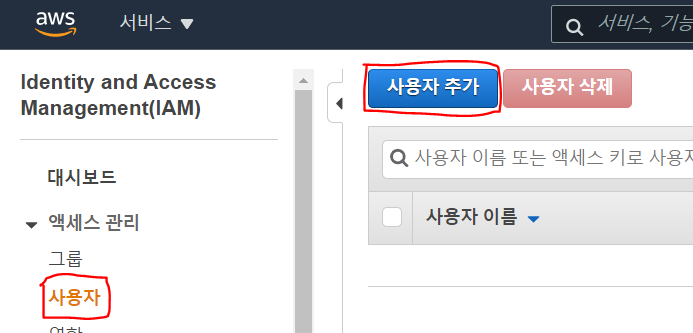 aws 서비스 서비스, 기능
Identity and Access
Management(IAM)
대시보드
액세스 관리
그룹
사용자
사용자 추가 사용자 삭제
사용자 이름 또는 액세스 키로 사용자
사용자 이름